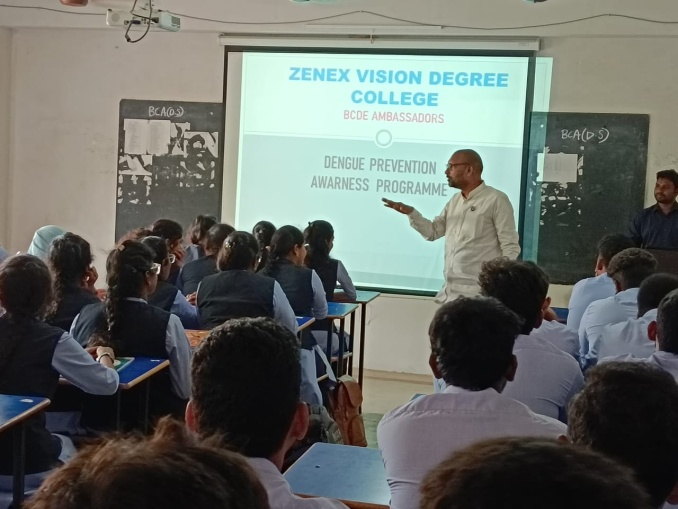 ZENEX VISION DEGREE
COLLEGE
BCDE AMBASSADORS
DENGUE PREVENTION
AWARNESS PROGRAMME
BCA(DS)
BCA(DS)